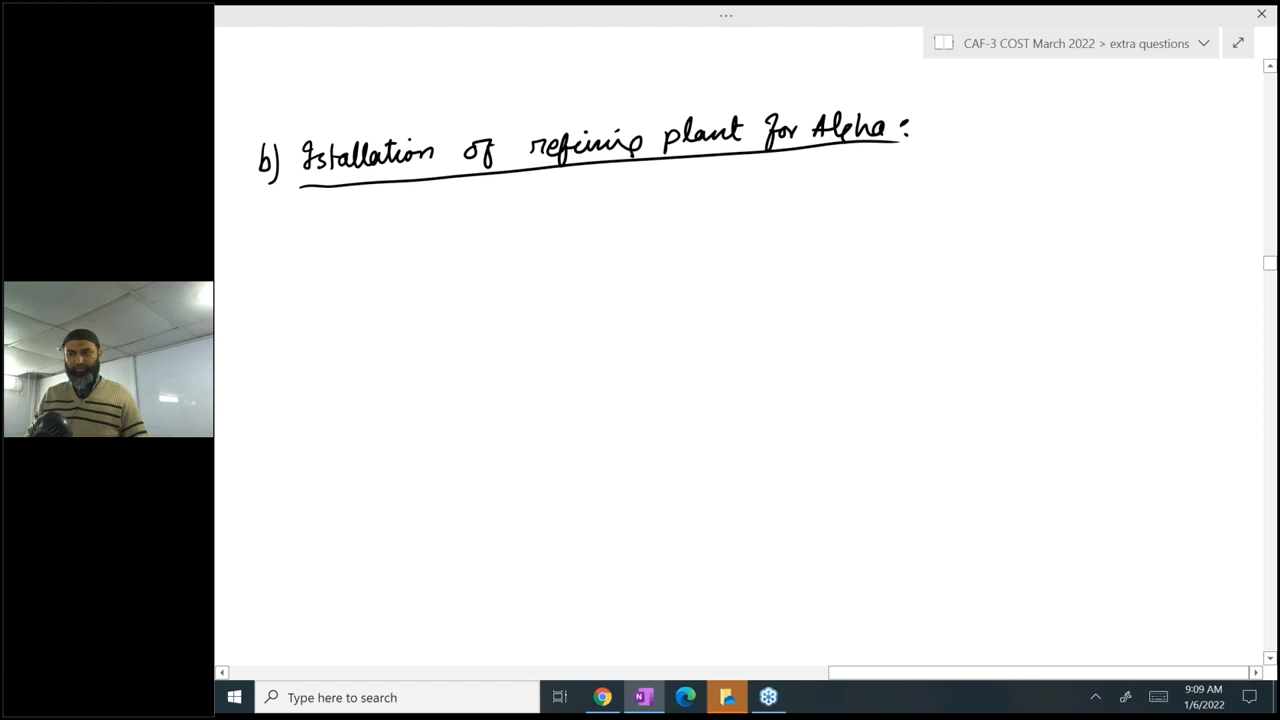 CAF-3 COST March 2022 > extra questions
b) Istallation of refining plant for Alpha :
Type here to search
9:09 AM
1/6/2022